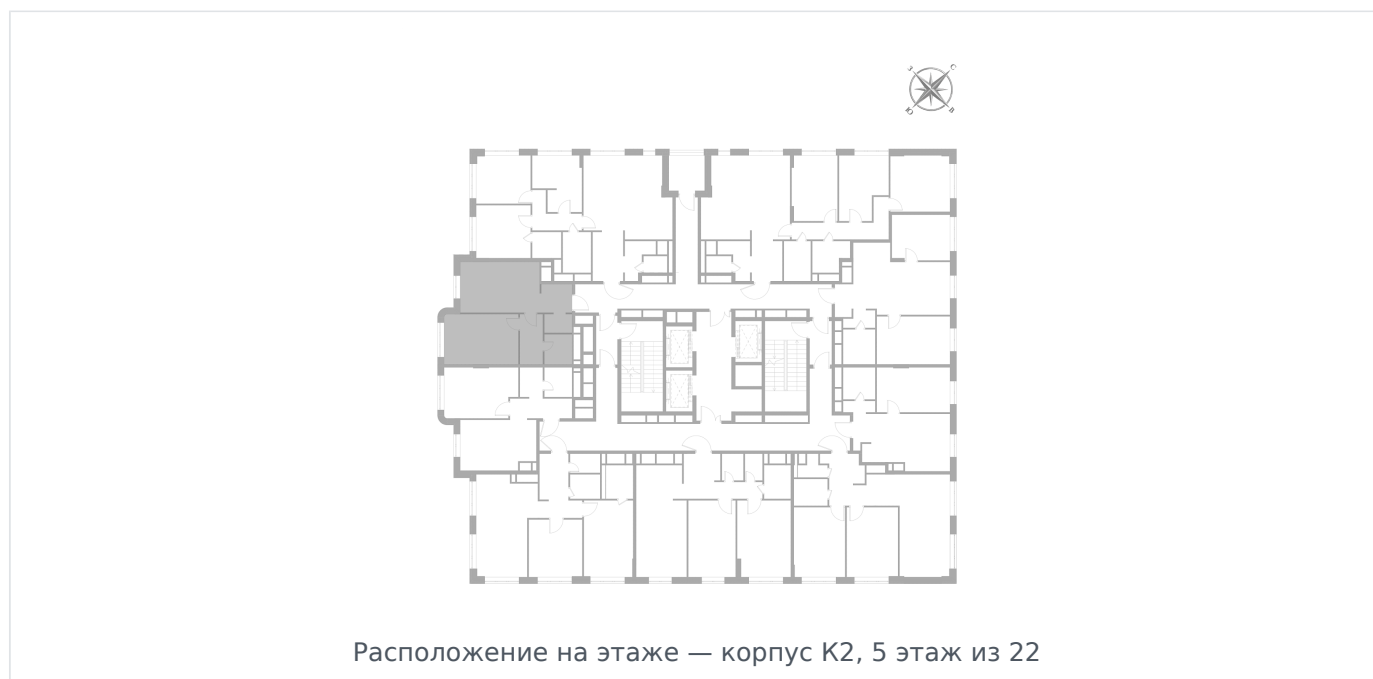 З С
Ю В
Расположение на этаже — корпус К2, 5 этаж из 22